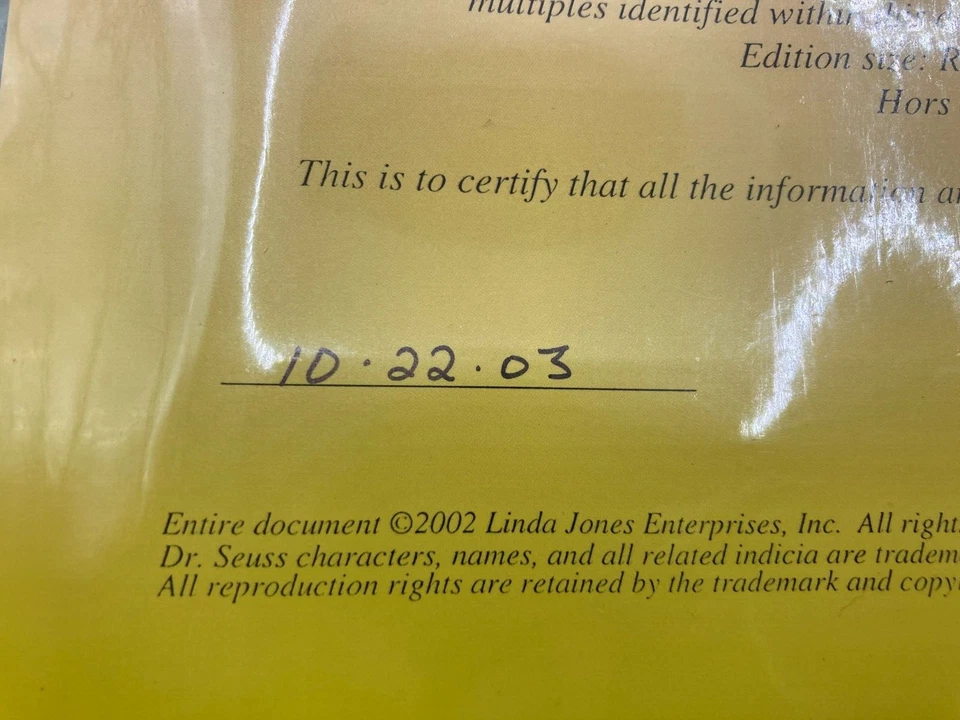 multiples identified within this
Edition size: R
Hors
This is to certify that all the information
10.22.03
Entire document ©2002 Linda Jones Enterprises, Inc. All right
Dr. Seuss characters, names, and all related indicia are tradem
All reproduction rights are retained by the trademark and copy